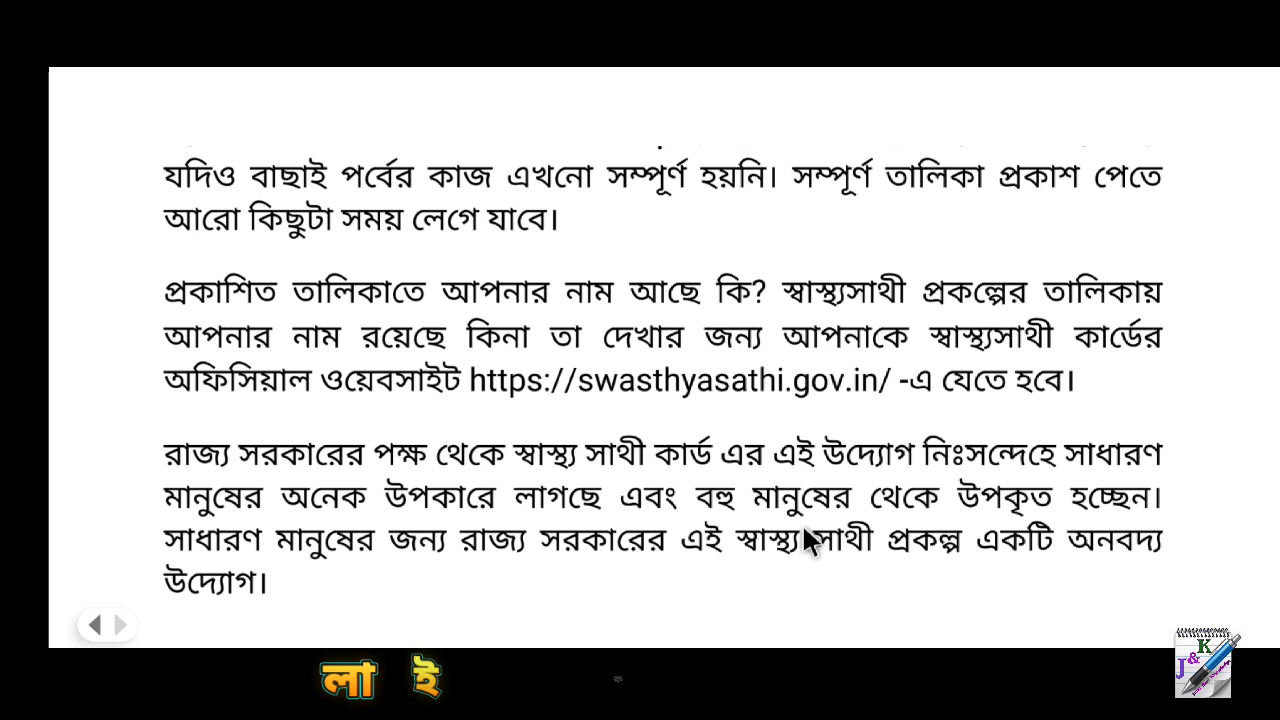 যদিও বাছাই পর্বের কাজ এখনো সম্পূর্ণ হয়নি। সম্পূর্ণ তালিকা প্রকাশ পেতে
আরো কিছুটা সময় লেগে যাবে।
প্রকাশিত তালিকাতে আপনার নাম আছে কি? স্বাস্থ্যসাথী প্রকল্পের তালিকায়
আপনার নাম রয়েছে কিনা তা দেখার জন্য আপনাকে স্বাস্থ্যসাথী কার্ডের
অফিসিয়াল ওয়েবসাইট https://swasthyasathi.gov.in/ -এ যেতে হবে।
রাজ্য সরকারের পক্ষ থেকে স্বাস্থ্য সাথী কার্ড এর এই উদ্যোগ নিঃসন্দেহে সাধারণ
মানুষের অনেক উপকারে লাগছে এবং বহু মানুষের থেকে উপকৃত হচ্ছেন।
সাধারণ মানুষের জন্য রাজ্য সরকারের এই স্বাস্থ্য সাথী প্রকল্প একটি অনবদ্য
উদ্যোগ।
লা ই
J&K